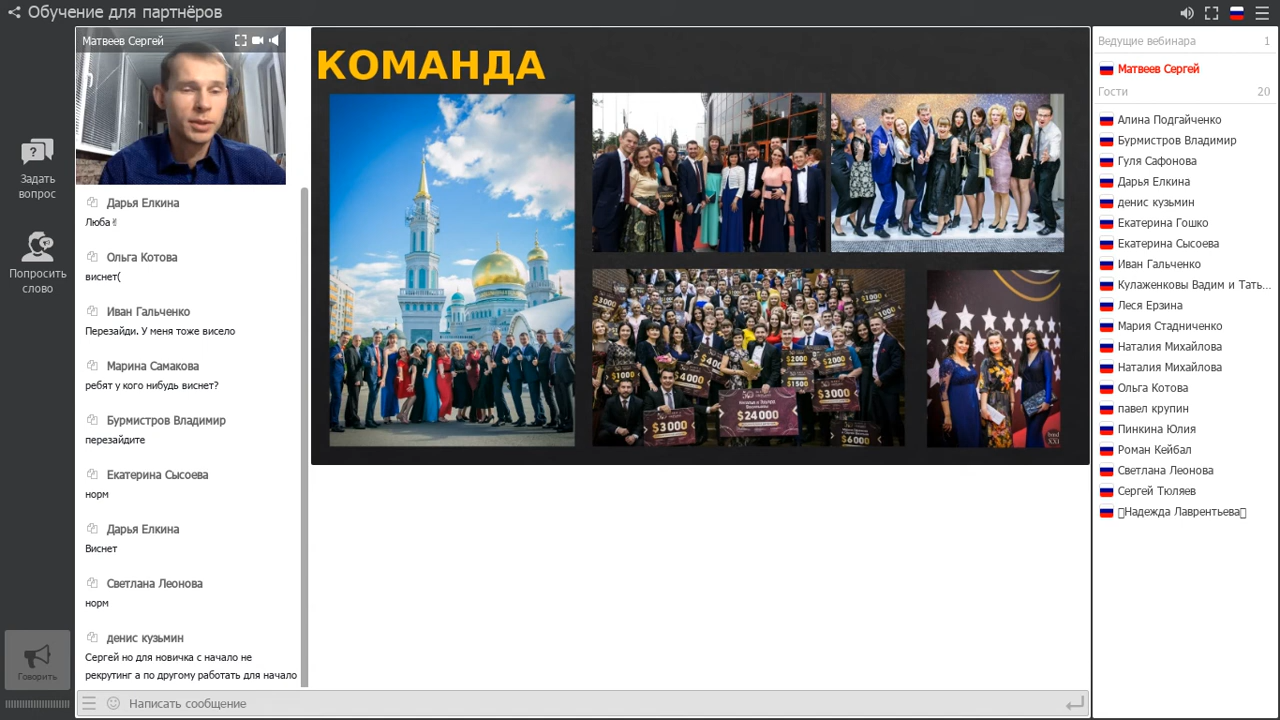 Обучение для партнёров
Матвеев Сергей
Задать
вопрос
Попросить
слово
Говорить
Дарья Елкина
Люба✌
Ольга Котова
виснет(
Иван Гальченко
Перезайди. У меня тоже висело
Марина Самакова
ребят у кого нибудь виснет?
Бурмистров Владимир
перезайдите
Екатерина Сысоева
норм
Дарья Елкина
Виснет
Светлана Леонова
норм
денис кузьмин
Сергей но для новичка с начало не
рекрутинг а по другому работать для начало
Написать сообщение
КОМАНДА
$3000
$1000
$1000
$2000
$2000
$1500
$4000
$3000
$24000
$3000
$6000
Ведущие вебинара 1
Матвеев Сергей
Гости 20
Алина Подгайченко
Бурмистров Владимир
Гуля Сафонова
Дарья Елкина
денис кузьмин
Екатерина Гошко
Екатерина Сысоева
Иван Гальченко
Кулаженковы Вадим и Тать...
Леся Ерзина
Мария Стадниченко
Наталия Михайлова
Наталия Михайлова
Ольга Котова
павел крупин
Пинкина Юлия
Роман Кейбал
Светлана Леонова
Сергей Тюляев
Надежда Лаврентьева